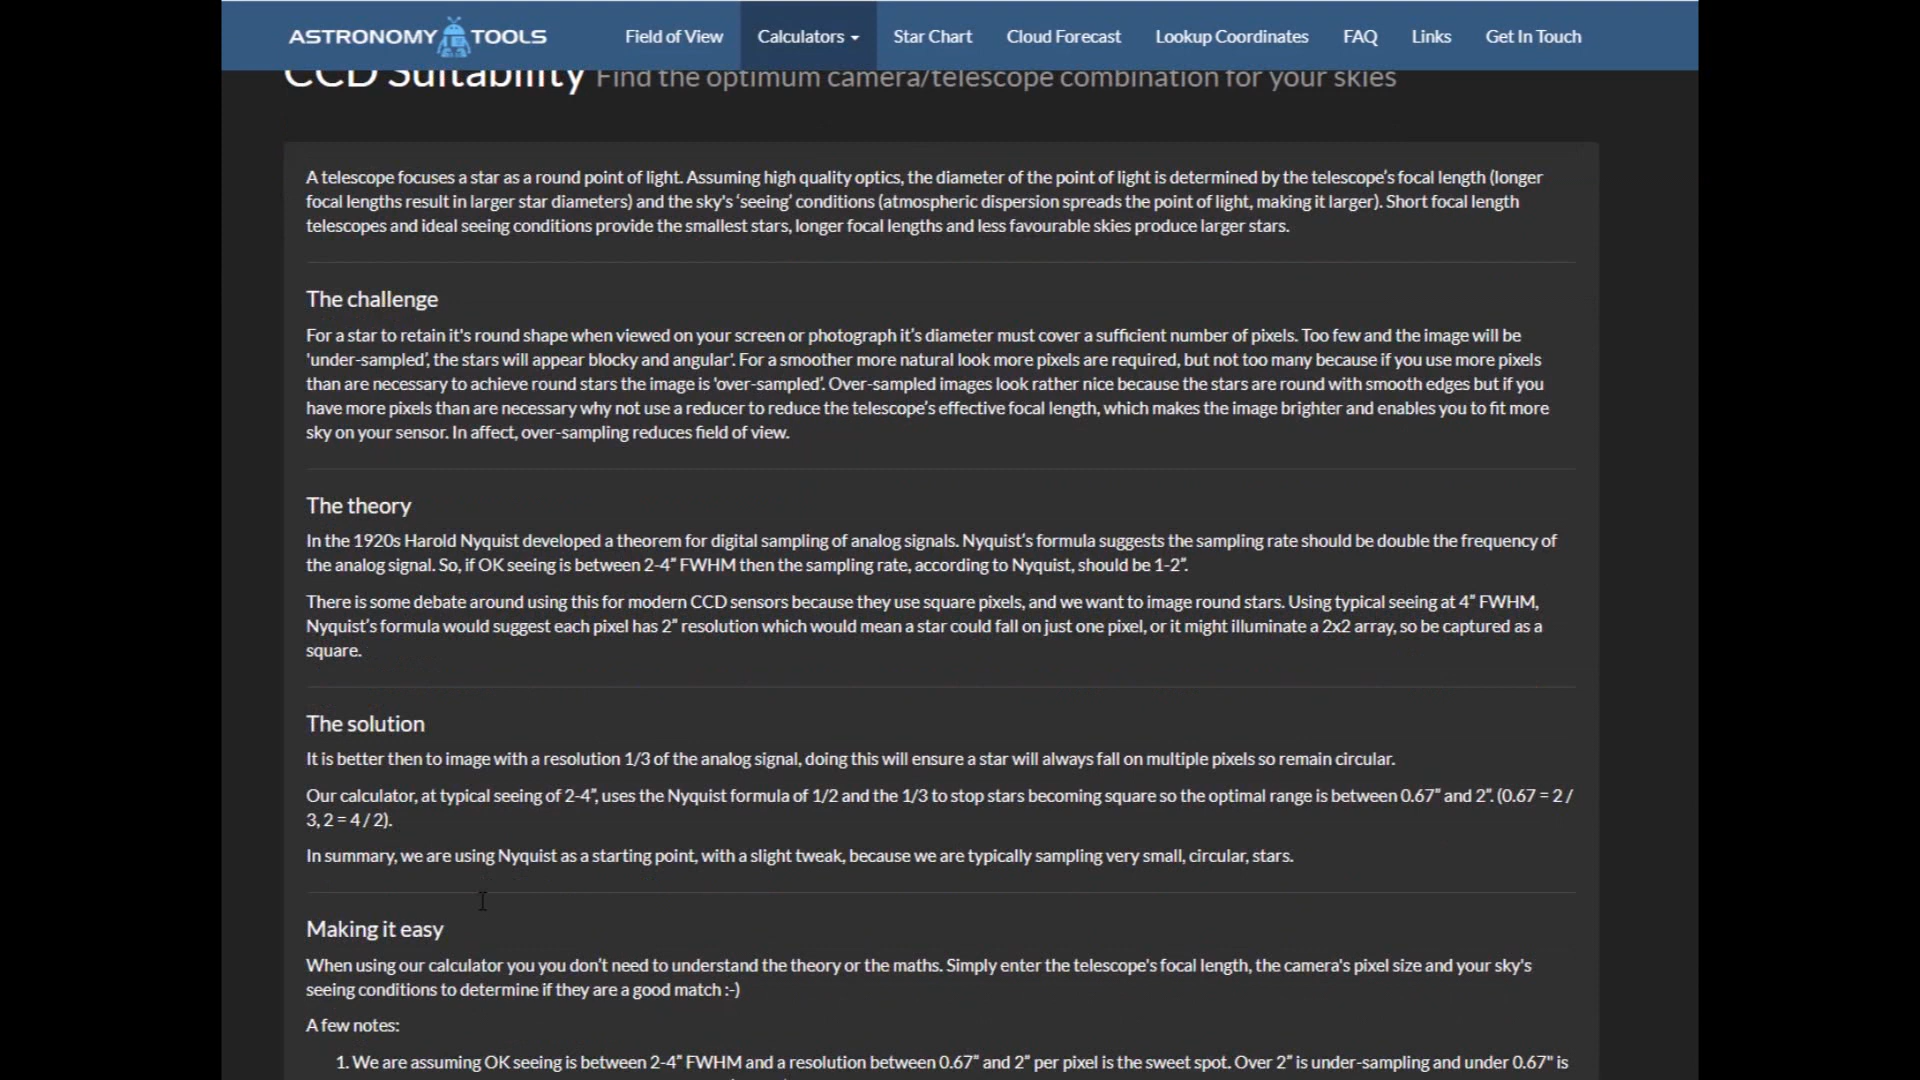 ASTRONOMY TOOLS Field of View Calculators Star Chart Cloud Forecast Lookup Coordinates FAQ Links Get In Touch
CCD Suitability Find the optimum camera/telescope combination for your skies
A telescope focuses a star as a round point of light. Assuming high quality optics, the diameter of the point of light is determined by the telescope's focal length (longer
focal lengths result in larger star diameters) and the sky's 'seeing' conditions (atmospheric dispersion spreads the point of light, making it larger). Short focal length
telescopes and ideal seeing conditions provide the smallest stars, longer focal lengths and less favourable skies produce larger stars.
The challenge
For a star to retain it's round shape when viewed on your screen or photograph it's diameter must cover a sufficient number of pixels. Too few and the image will be
'under-sampled', the stars will appear blocky and angular'. For a smoother more natural look more pixels are required, but not too many because if you use more pixels
than are necessary to achieve round stars the image is 'over-sampled'. Over-sampled images look rather nice because the stars are round with smooth edges but if you
have more pixels than are necessary why not use a reducer to reduce the telescope's effective focal length, which makes the image brighter and enables you to fit more
sky on your sensor. In affect, over-sampling reduces field of view.
The theory
In the 1920s Harold Nyquist developed a theorem for digital sampling of analog signals. Nyquist's formula suggests the sampling rate should be double the frequency of
the analog signal. So, if OK seeing is between 2-4" FWHM then the sampling rate, according to Nyquist, should be 1-2".
There is some debate around using this for modern CCD sensors because they use square pixels, and we want to image round stars. Using typical seeing at 4" FWHM,
Nyquist's formula would suggest each pixel has 2" resolution which would mean a star could fall on just one pixel, or it might illuminate a 2x2 array, so be captured as a
square.
The solution
It is better then to image with a resolution 1/3 of the analog signal, doing this will ensure a star will always fall on multiple pixels so remain circular.
Our calculator, at typical seeing of 2-4", uses the Nyquist formula of 1/2 and the 1/3 to stop stars becoming square so the optimal range is between 0.67" and 2". (0.67 = 2 /
3, 2 = 4 / 2).
In summary, we are using Nyquist as a starting point, with a slight tweak, because we are typically sampling very small, circular, stars.
Making it easy
When using our calculator you you don't need to understand the theory or the maths. Simply enter the telescope's focal length, the camera's pixel size and your sky's
seeing conditions to determine if they are a good match :-)
A few notes:
1. We are assuming OK seeing is between 2-4" FWHM and a resolution between 0.67" and 2" per pixel is the sweet spot. Over 2" is under-sampling and under 0.67" is